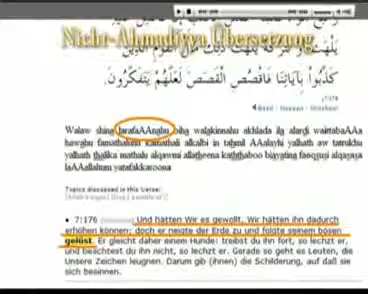 Nicht-Ahmadiyya Übersetzung
يَلْهَثْ
كَذَّبُوا بِآيَاتِنَا فَاقْصُصِ الْقَصَصَ لَعَلَّهُمْ يَتَفَكَّرُونَ
7:176
Walaw shina larafaAAnahu biha walakinnahu akhlada ila alardi waittabaAAa
hawahu famathaluhu kamathali alkalbi in tahmil AAalayhi yalhath aw tatrukhu
yalhath thalika mathalu alqawmi allatheena kaththaboo biayatina faoqsusi alqasasa
laAAallahum yatafakkaroona
Topics discussed in this Verse:
7:176 Und hätten Wir es gewollt, Wir hätten ihn dadurch
erhöhen können; doch er neigte der Erde zu und folgte seinem bösen
gelüst. Er gleicht daher einem Hunde: treibst du ihn fort, so lechzt er,
und beachtest du ihn nicht, so lechzt er. Gerade so geht es Leuten, die
Unsere Zeichen leugnen. Darum gib (ihnen) die Schilderung, auf daß sie
sich besinnen.